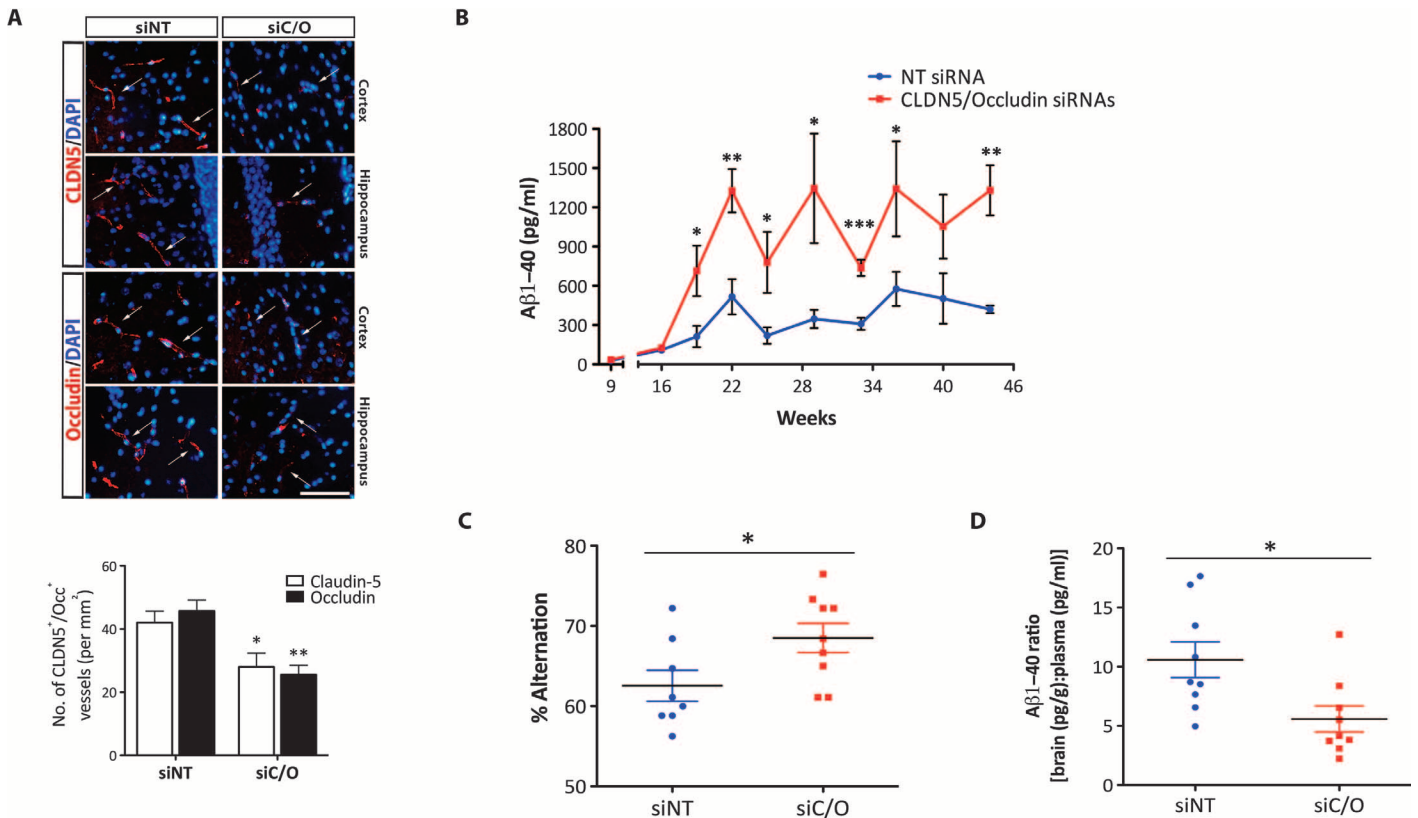 A
siNT
siC/O
CLDN5/DAPI
Cortex
Hippocampus
Occludin/DAPI
Cortex
Hippocampus
No. of CLDN5⁺/Occ⁺
vessels (per mm²)
60
40
20
0
Claudin-5
Occludin
*
**
siNT
siC/O
B
NT siRNA
CLDN5/Occludin siRNAs
Aβ1–40 (pg/ml)
1800
1500
1200
900
600
300
0
*
**
*
*
***
*
**
9
16
22
28
34
40
46
Weeks
C
% Alternation
80
70
60
50
*
siNT
siC/O
D
Aβ1–40 ratio
[brain (pg/g):plasma (pg/ml)]
20
15
10
5
0
*
siNT
siC/O